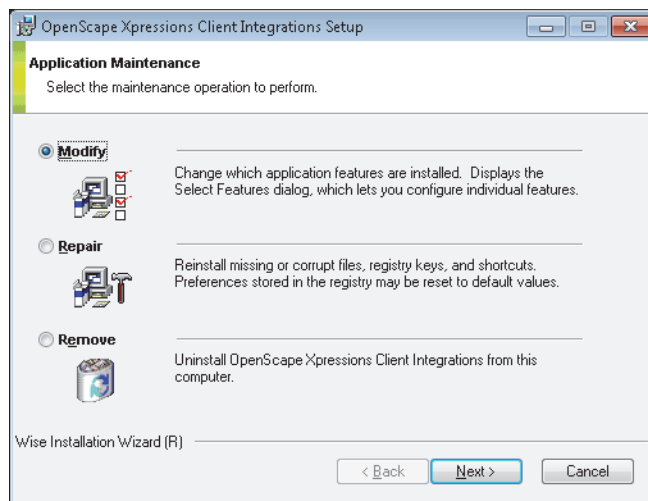 OpenScape Xpressions Client Integrations Setup
Application Maintenance
Select the maintenance operation to perform.
Modify
Change which application features are installed. Displays the
Select Features dialog, which lets you configure individual features.
Repair
Reinstall missing or corrupt files, registry keys, and shortcuts.
Preferences stored in the registry may be reset to default values.
Remove
Uninstall OpenScape Xpressions Client Integrations from this
computer.
Wise Installation Wizard (R)
< Back
Next >
Cancel